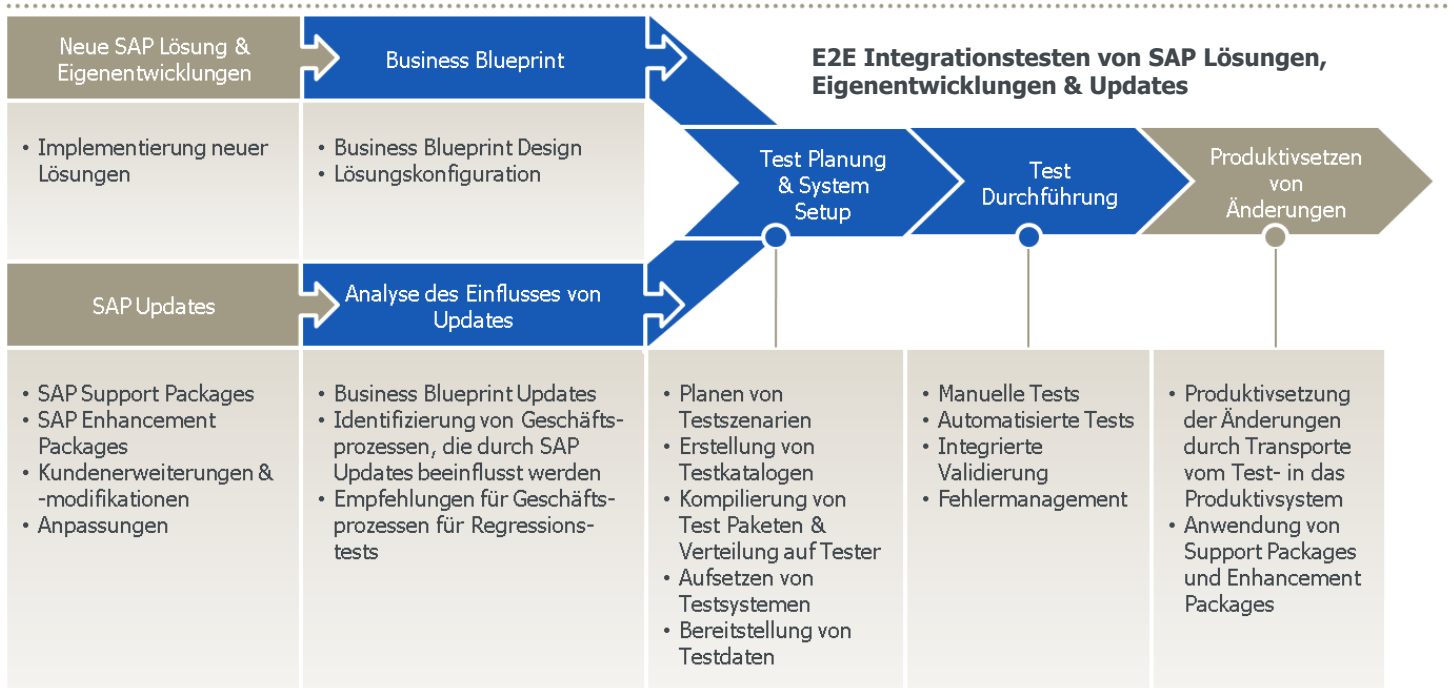 Neue SAP Lösung &
Eigenentwicklungen
Business Blueprint
E2E Integrationstesten von SAP Lösungen,
Eigenentwicklungen & Updates
• Implementierung neuer
Lösungen
• Business Blueprint Design
• Lösungskonfiguration
Test Planung
& System
Setup
Test
Durchführung
Produktivsetzen
von
Änderungen
SAP Updates
Analyse des Einflusses von
Updates
• SAP Support Packages
• SAP Enhancement
Packages
• Kundenerweiterungen &
-modifikationen
• Anpassungen
• Business Blueprint Updates
• Identifizierung von Geschäfts-
prozessen, die durch SAP
Updates beeinflusst werden
• Empfehlungen für Geschäfts-
prozessen für Regressions-
tests
• Planen von
Testszenarien
• Erstellung von
Testkatalogen
• Kompilierung von
Test Paketen &
Verteilung auf Tester
• Aufsetzen von
Testsystemen
• Bereitstellung von
Testdaten
• Manuelle Tests
• Automatisierte Tests
• Integrierte
Validierung
• Fehlermanagement
• Produktivsetzung
der Änderungen
durch Transporte
vom Test- in das
Produktivsystem
• Anwendung von
Support Packages
und Enhancement
Packages